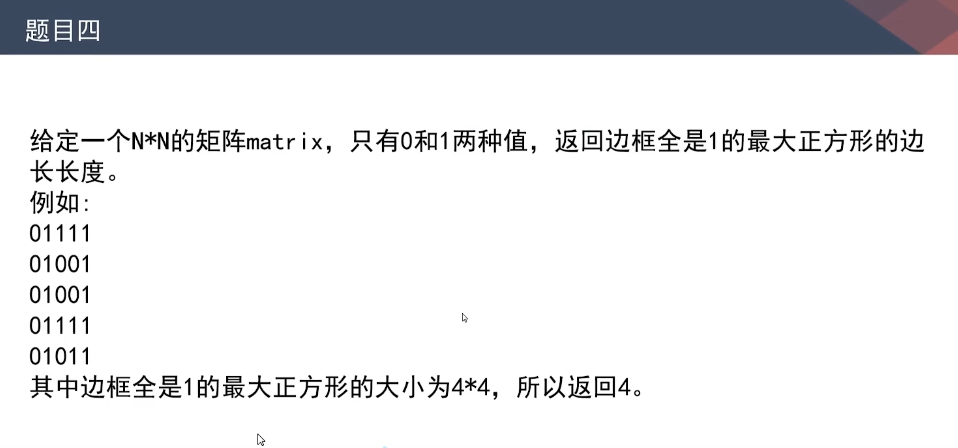 题目四
给定一个N*N的矩阵matrix，只有0和1两种值，返回边框全是1的最大正方形的边
长长度。
例如:
01111
01001
01001
01111
01011
其中边框全是1的最大正方形的大小为4*4，所以返回4。